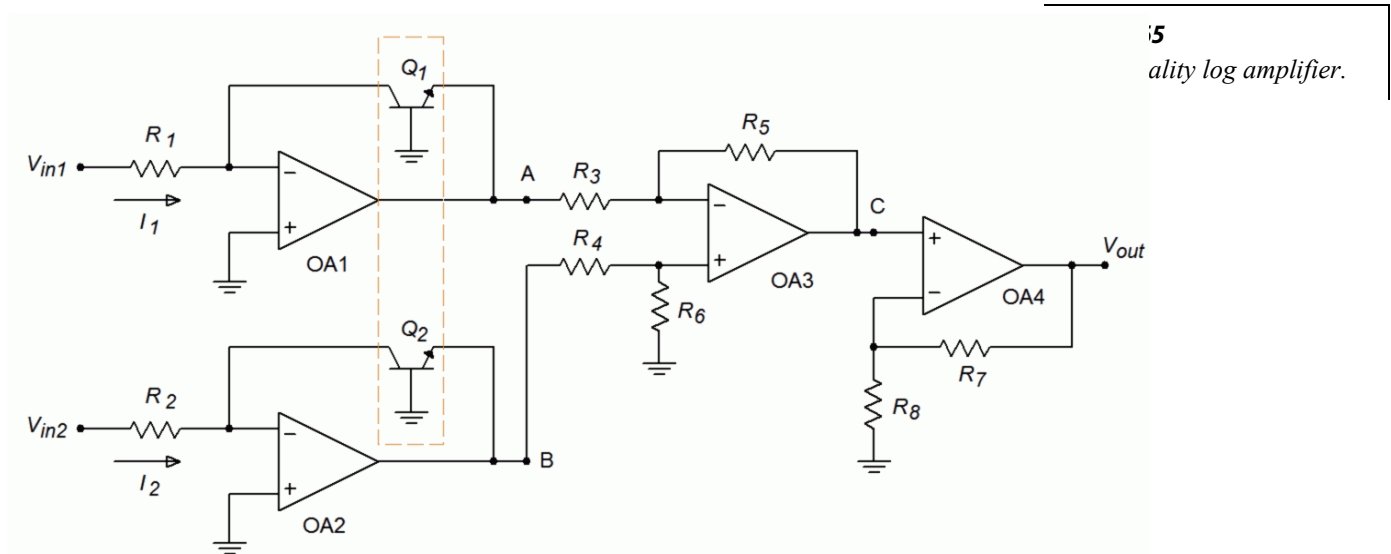 55
ality log amplifier.
Q1
R1
Vin1
I1
OA1
A
R3
R4
R5
R6
OA3
C
OA4
Vout
R7
R8
Q2
R2
Vin2
I2
OA2
B